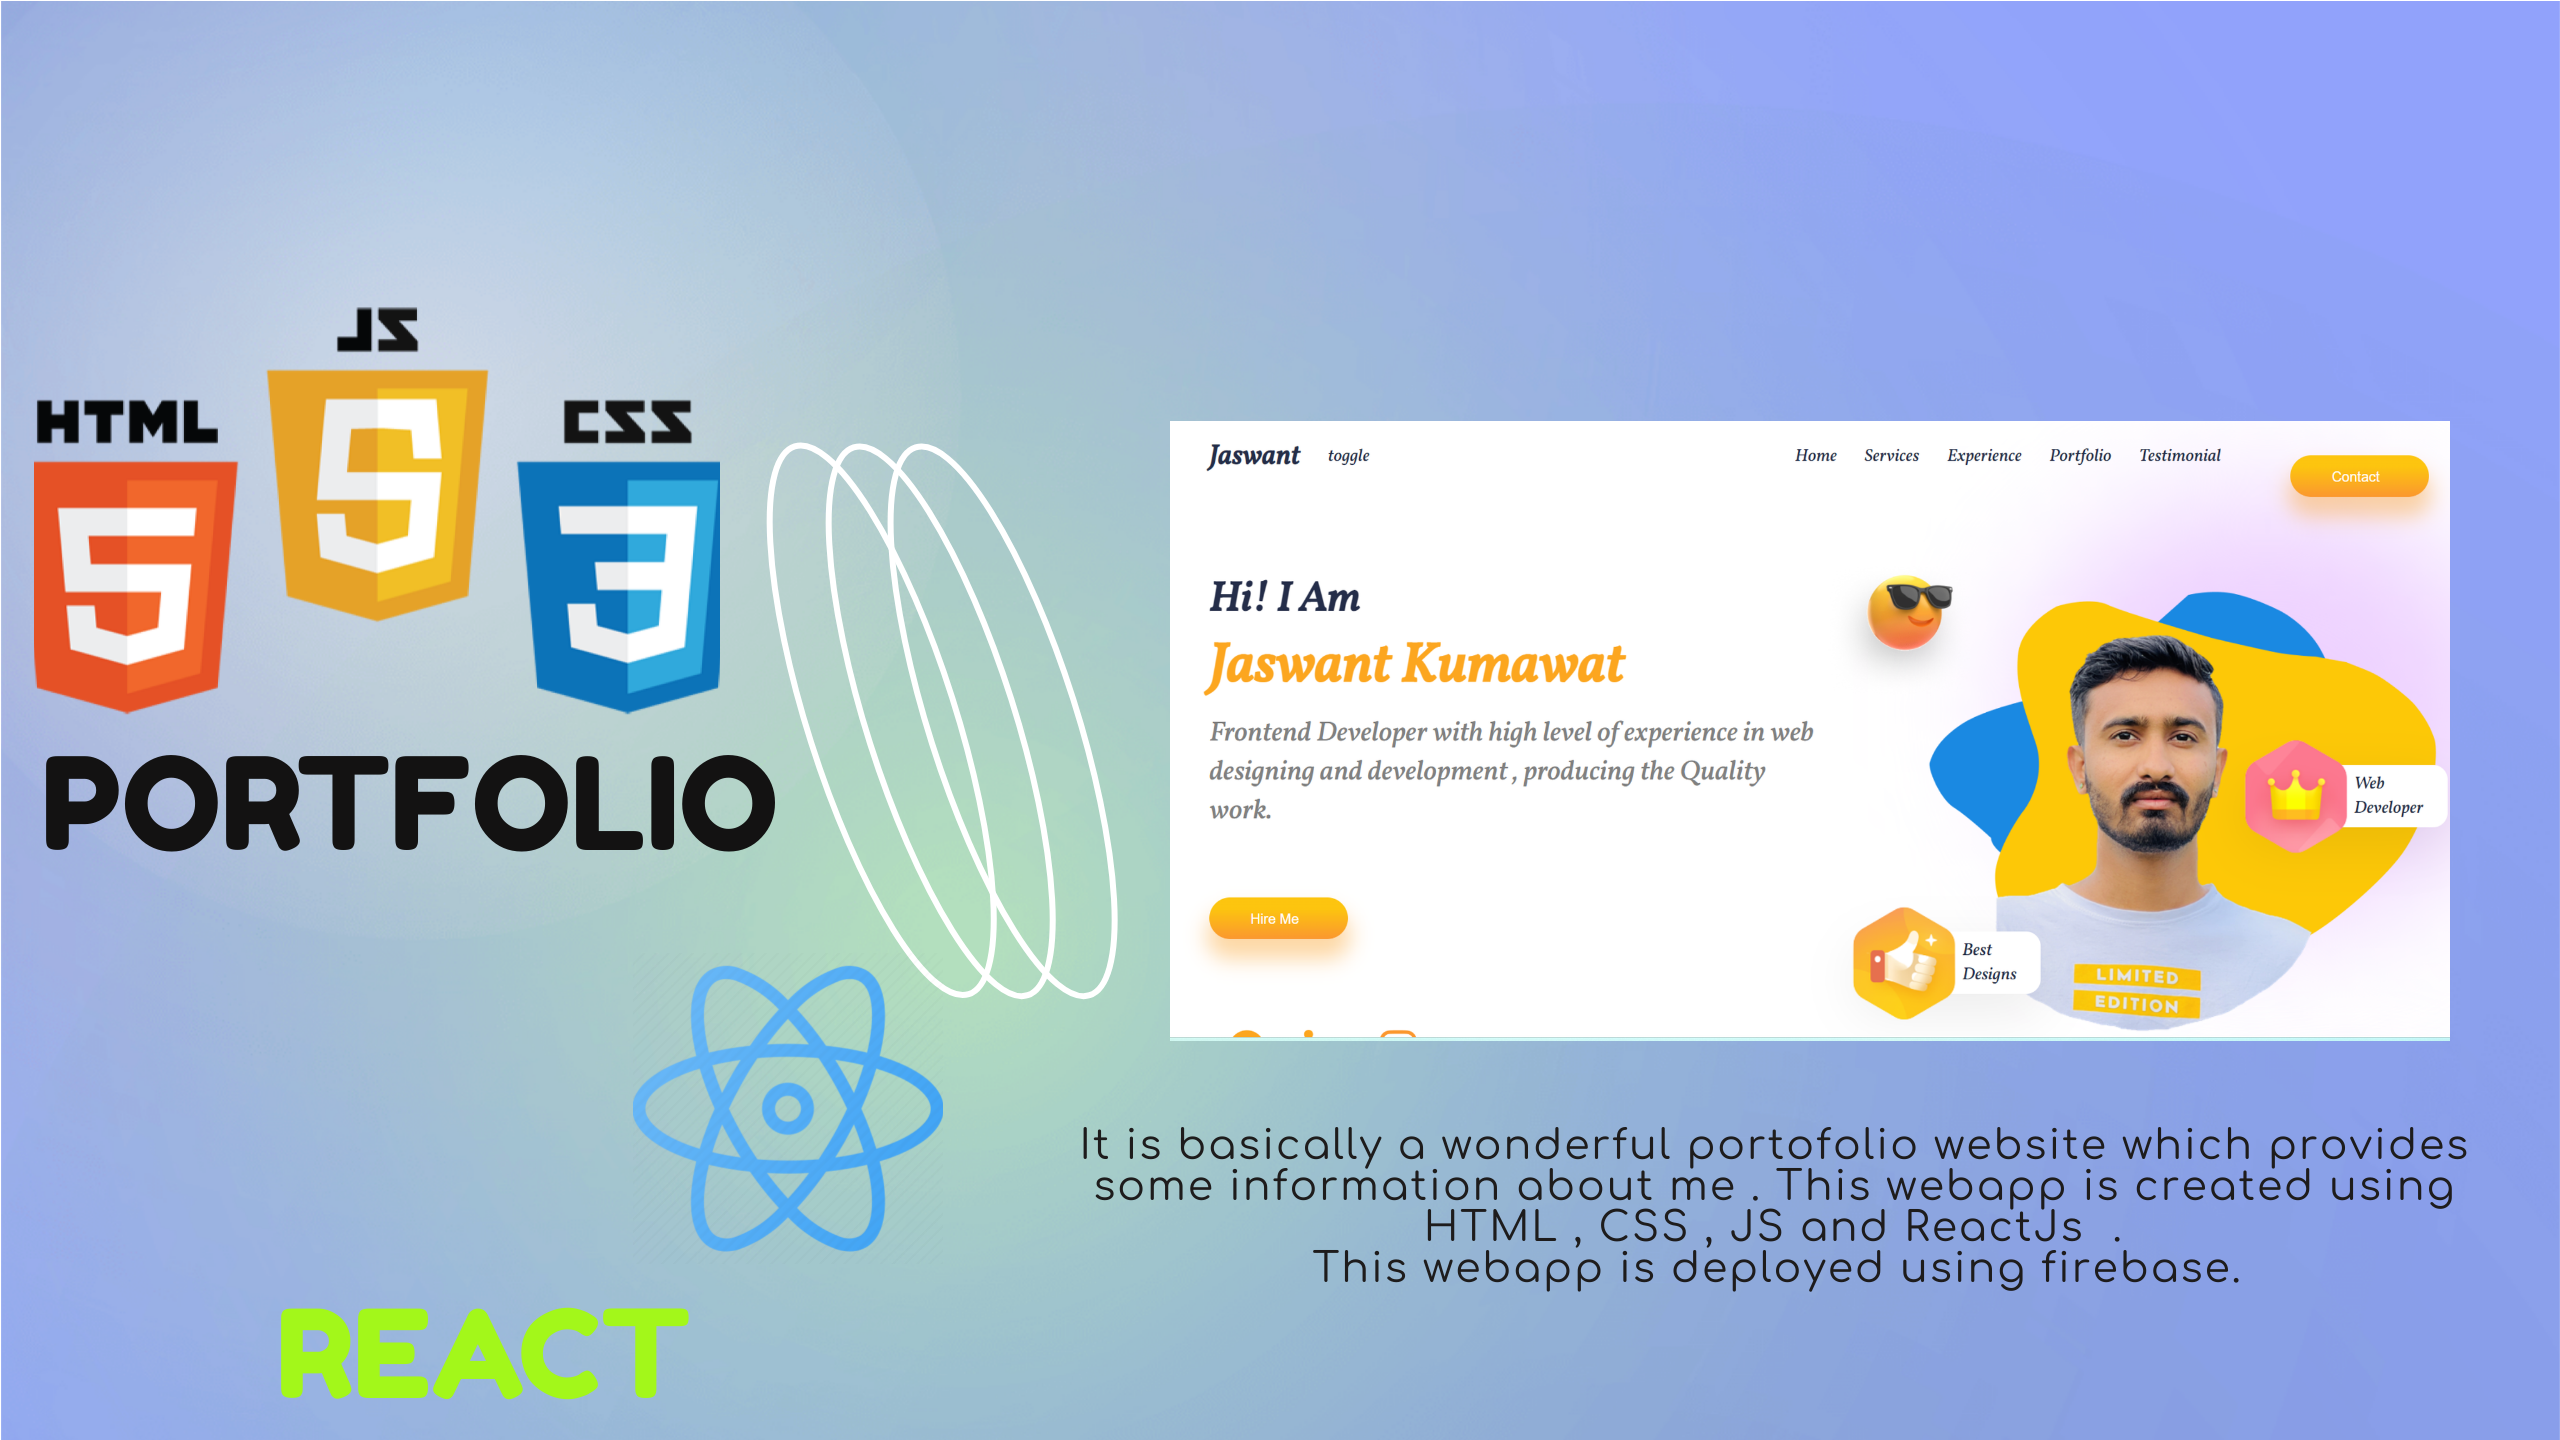 JS
HTML
CSS
PORTFOLIO
REACT
Jaswant toggle Home Services Experience Portfolio Testimonial Contact
Hi! I Am
Jaswant Kumawat
Frontend Developer with high level of experience in web
designing and development , producing the Quality
work.
Hire Me
Web
Developer
Best
Designs
LIMITED
EDITION
It is basically a wonderful portofolio website which provides
some information about me . This webapp is created using
HTML , CSS , JS and ReactJs .
This webapp is deployed using firebase.